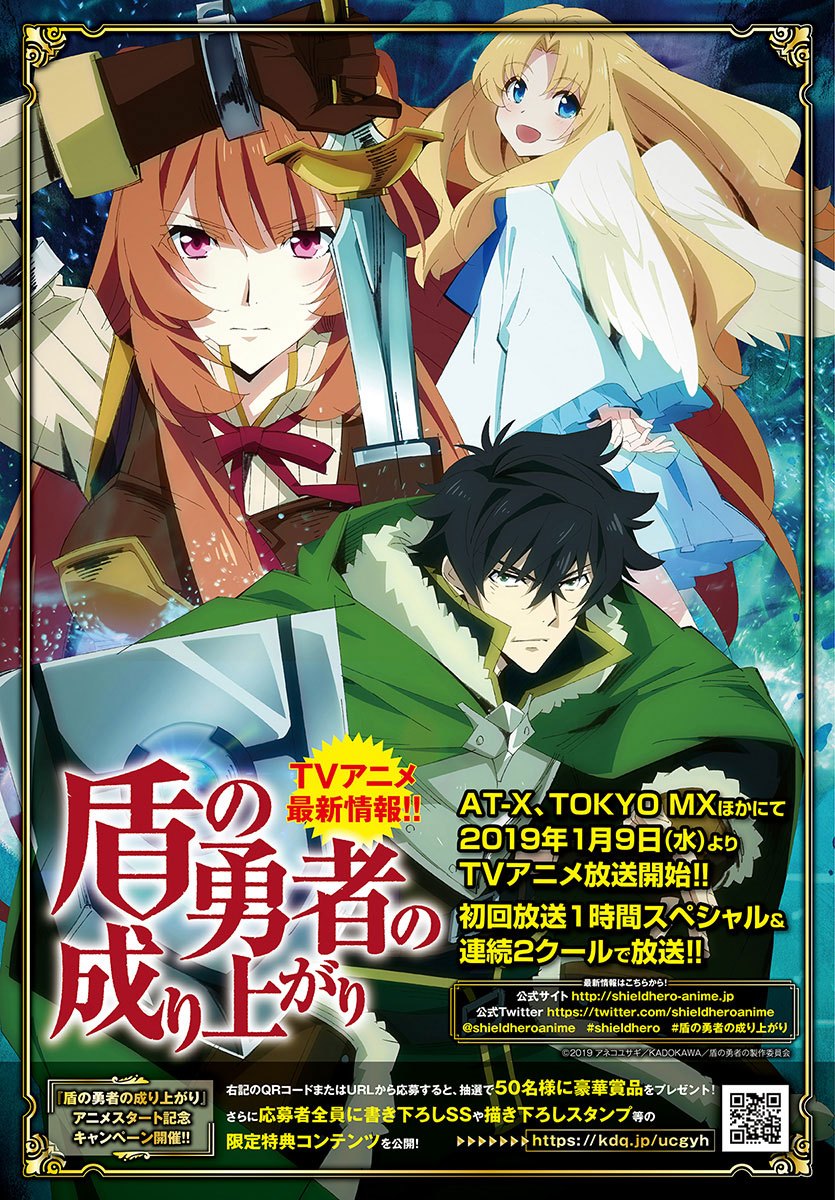 TVアニメ
最新情報!!
盾の勇者の
成り上がり
AT-X、TOKYO MXほかにて
2019年1月9日(水)より
TVアニメ放送開始!!
初回放送1時間スペシャル&
連続2クールで放送!!
最新情報はこちらから!
公式サイト http://shieldhero-anime.jp
公式Twitter https://twitter.com/shieldheroanime
@shieldheroanime #shieldhero #盾の勇者の成り上がり
©2019 アネコユサギ/KADOKAWA/盾の勇者の製作委員会
『盾の勇者の成り上がり』
アニメスタート記念
キャンペーン開催!!
右記のQRコードまたはURLから応募すると、抽選で50名様に豪華賞品をプレゼント!
さらに応募者全員に書き下ろしSSや描き下ろしスタンプ等の
限定特典コンテンツを公開! >>>>>>>https://kdq.jp/ucgyh